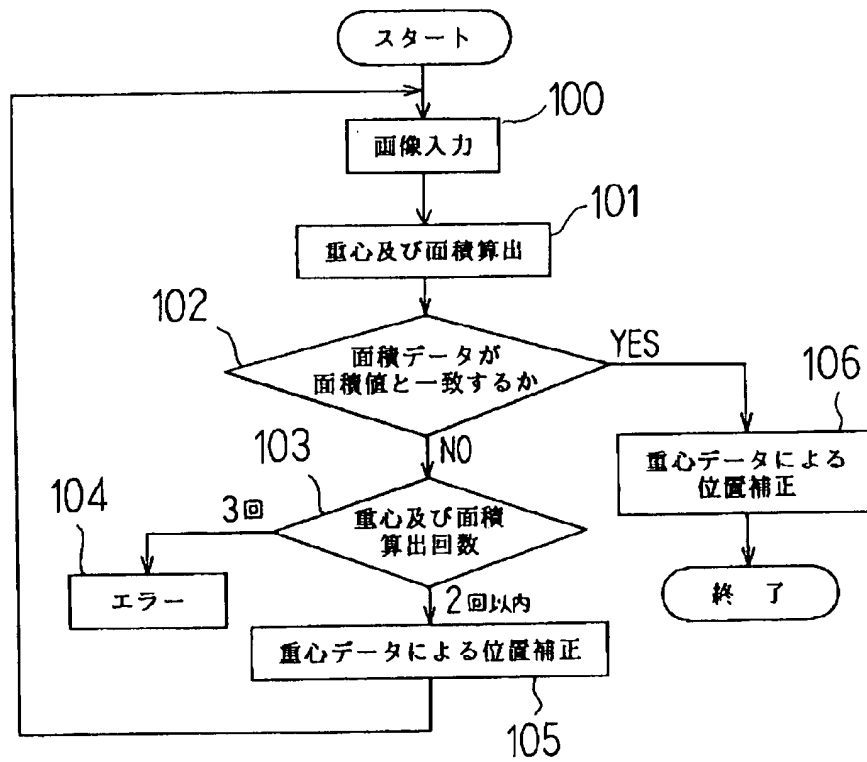 スタート
100
画像入力
101
重心及び面積算出
102
面積データが
面積値と一致するか
YES
106
重心データによる
位置補正
NO
103
重心及び面積
算出回数
3回
104
エラー
終 了
2回以内
重心データによる位置補正
105